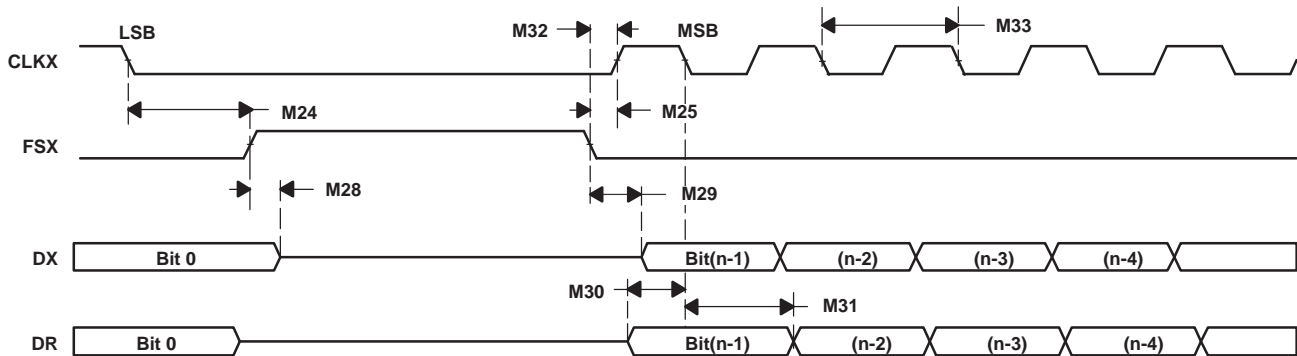 LSB
M32
MSB
M33
CLKX
M24
M25
FSX
M28
M29
DX
Bit 0
Bit(n-1)
(n-2)
(n-3)
(n-4)
M30
M31
DR
Bit 0
Bit(n-1)
(n-2)
(n-3)
(n-4)